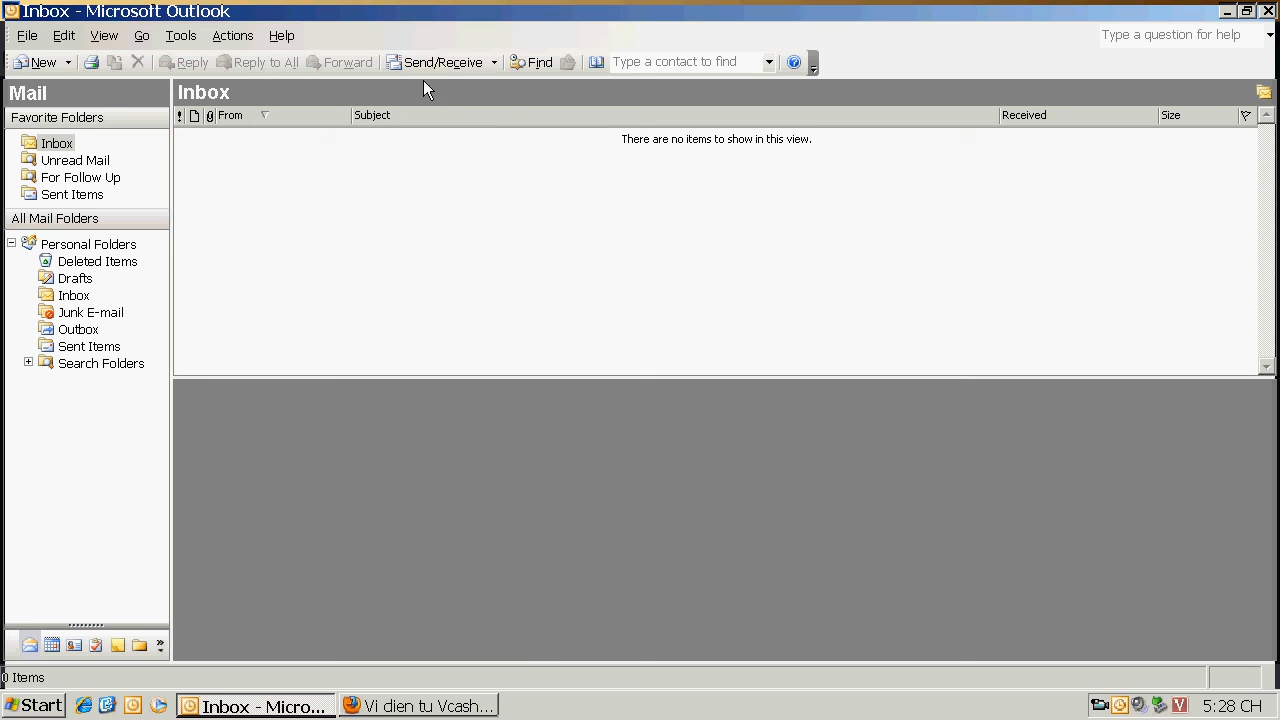 Inbox - Microsoft Outlook
File Edit View Go Tools Actions Help
Type a question for help
New Reply Reply to All Forward Send/Receive Find Type a contact to find
Mail
Inbox
Favorite Folders
! From Subject Received Size
There are no items to show in this view.
Inbox
Unread Mail
For Follow Up
Sent Items
All Mail Folders
Personal Folders
Deleted Items
Drafts
Inbox
Junk E-mail
Outbox
Sent Items
Search Folders
0 Items
Start Inbox - Micro... Vi dien tu Vcash... V 5:28 CH